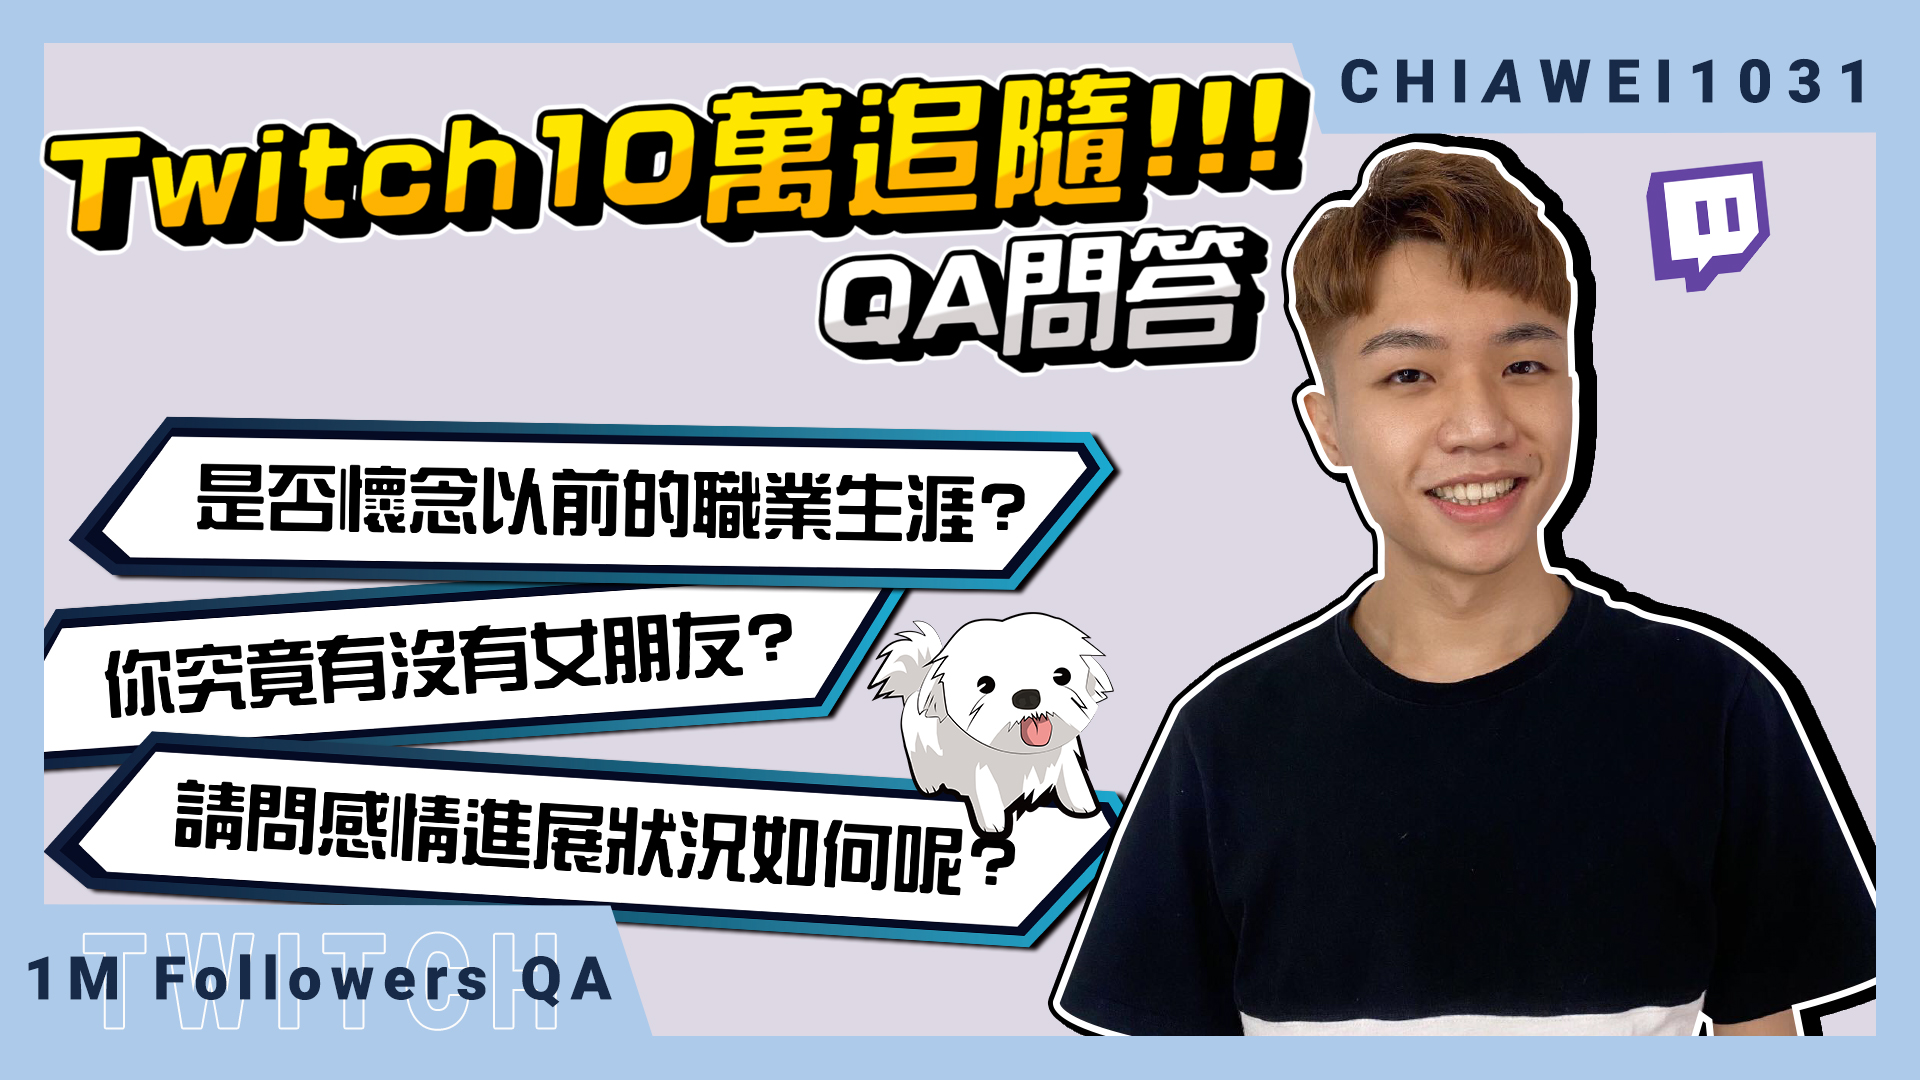 CHIAWEI1031
Twitch10萬追隨!!!
QA問答
是否懷念以前的職業生涯?
你究竟有沒有女朋友?
請問感情進展狀況如何呢?
TWITCH
1M Followers QA